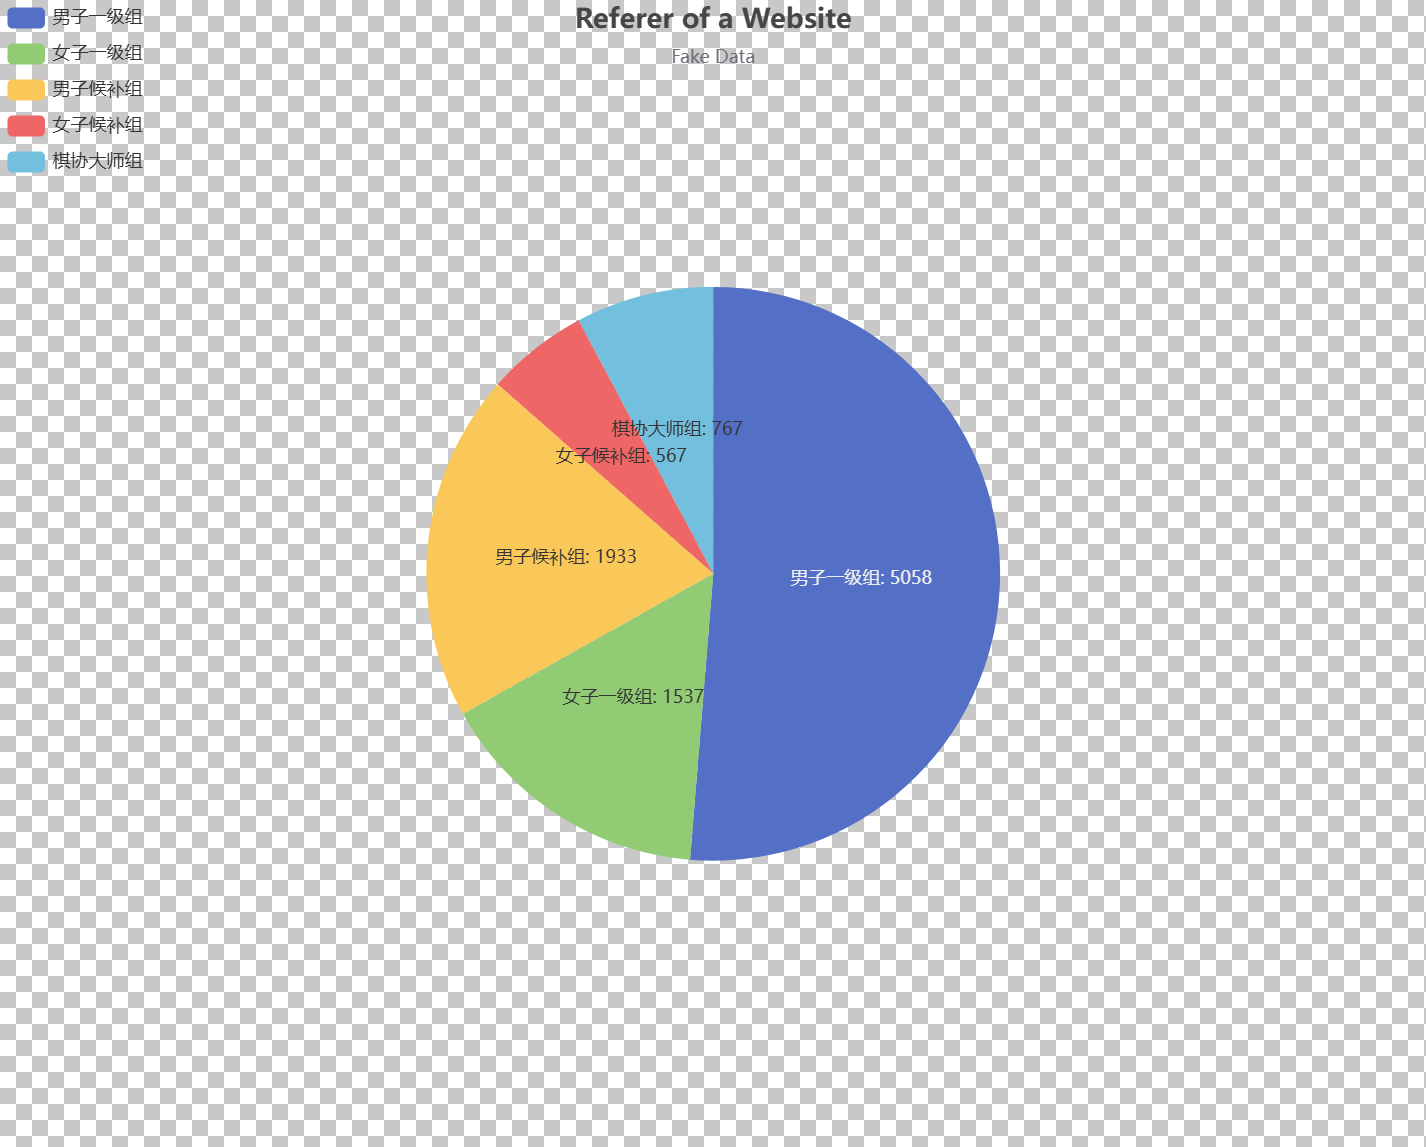 Referer of a Website
Fake Data
男子一级组
女子一级组
男子候补组
女子候补组
棋协大师组
棋协大师组: 767
女子候补组: 567
男子候补组: 1933
男子一级组: 5058
女子一级组: 1537